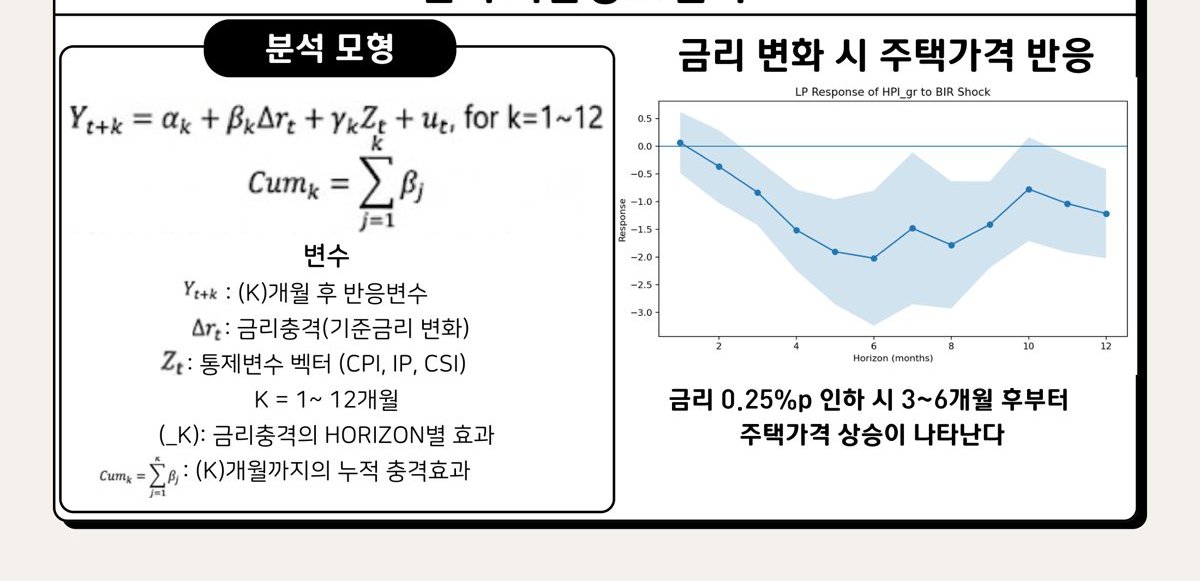 분석 모형
Y_{t+k} = α_k + β_kΔr_t + γ_kZ_t + u_t, for k=1~12
Cum_k = \sum_{j=1}^{k} β_j
변수
Y_{t+k} : (K)개월 후 반응변수
Δr_t : 금리충격(기준금리 변화)
Z_t : 통제변수 벡터 (CPI, IP, CSI)
K = 1~ 12개월
(_K): 금리충격의 HORIZON별 효과
Cum_k = \sum_{j=1}^{K} β_j : (K)개월까지의 누적 충격효과
금리 변화 시 주택가격 반응
LP Response of HPI_gr to BIR Shock
Response
0.5
0.0
−0.5
−1.0
−1.5
−2.0
−2.5
−3.0
2 4 6 8 10 12
Horizon (months)
금리 0.25%p 인하 시 3~6개월 후부터
주택가격 상승이 나타난다